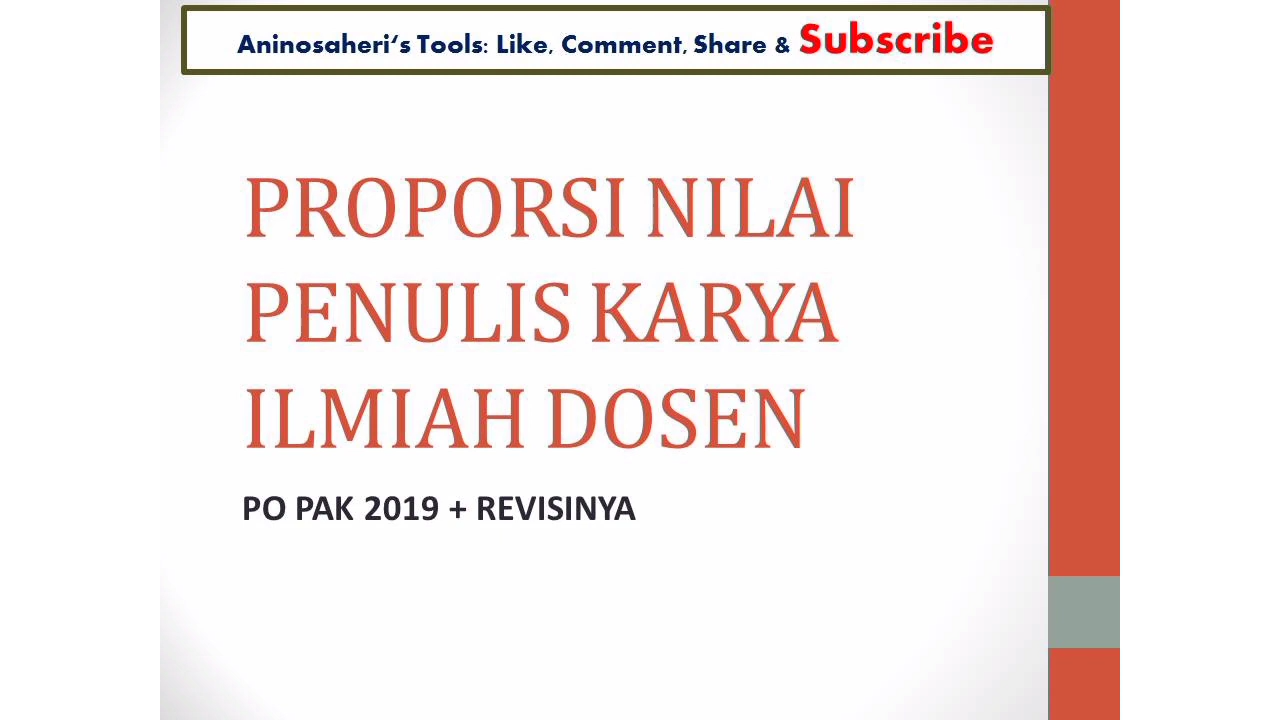 Aninosaheri's Tools: Like, Comment, Share & Subscribe
PROPORSI NILAI
PENULIS KARYA
ILMIAH DOSEN
PO PAK 2019 + REVISINYA